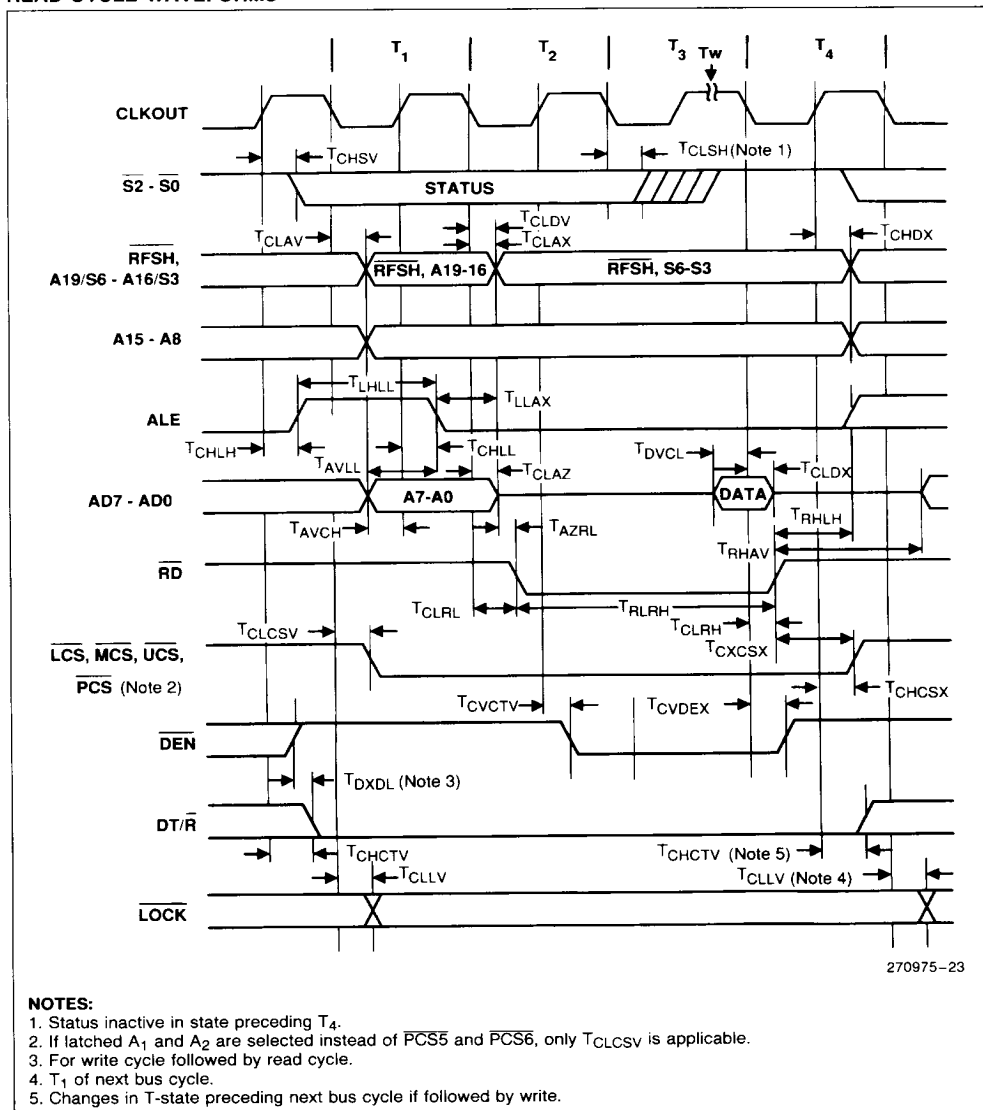 READ CYCLE WAVEFORMS
T1 T2 T3 TW T4
CLKOUT
TCHSV
TCLSH (Note 1)
S2 - S0
STATUS
TCLDV
TCLAV
TCLAX
TCHDX
RFSH,
A19/S6 - A16/S3
RFSH, A19-16
RFSH, S6-S3
A15 - A8
TLHLL
TLLAX
ALE
TCHLH
TCHLL
TDVCL
TAVLL
TCLAZ
TCLDX
AD7 - AD0
A7-A0
DATA
TRHLH
TAVCH
TAZRL
TRHAV
RD
TCLRL
TRLRH
TCLCSV
TCLRH
TCXCSX
LCS, MCS, UCS,
PCS (Note 2)
TCHCSX
TCVCTV
TCVDEX
DEN
TDXDL (Note 3)
DT/R
TCHCTV
TCHCTV (Note 5)
TCLLV
TCLLV (Note 4)
LOCK
270975-23
NOTES:
1. Status inactive in state preceding T4.
2. If latched A1 and A2 are selected instead of PCS5 and PCS6, only TCLCSV is applicable.
3. For write cycle followed by read cycle.
4. T1 of next bus cycle.
5. Changes in T-state preceding next bus cycle if followed by write.